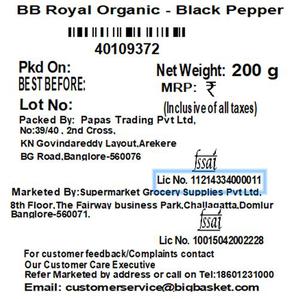 BB Royal Organic - Black Pepper
40109372
Pkd On:
Net Weight: 200 g
BEST BEFORE:
MRP: ₹
Lot No:
(Inclusive of all taxes)
Packed By: Papas Trading Pvt Ltd,
No:39/40 , 2nd Cross,
KN Govindareddy Layout,Arekere
BG Road,Banglore-560076
fssai
Lic No. 11214334000011
Marketed By:Supermarket Grocery Supplies Pvt Ltd,
8th Floor,The Fairway business Park,Challagatta,Domlur
Banglore-560071.
fssai
Lic No. 10015042002228
For customer feedback/Complaints contact
Our Customer Care Executive
Refer Marketed by address or call on Tel:18601231000
Email: customerservice@bigbasket.com